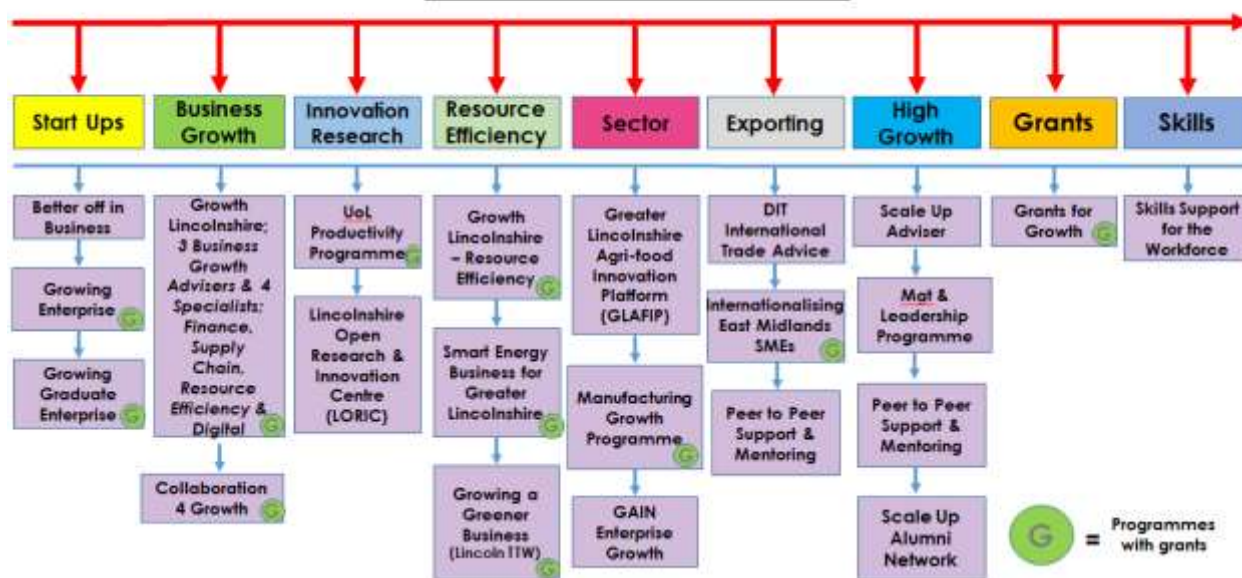 Start Ups
Business
Growth
Innovation
Research
Resource
Efficiency
Sector
Exporting
High
Growth
Grants
Skills
Better off in
Business
Growing
Enterprise
G
Growing
Graduate
Enterprise
G
Growth
Lincolnshire;
3 Business
Growth
Advisers & 4
Specialists;
Finance,
Supply
Chain,
Resource
Efficiency &
Digital
G
Collaboration
4 Growth
G
UoL
Productivity
Programme
G
Lincolnshire
Open
Research &
Innovation
Centre
(LORIC)
Growth
Lincolnshire
– Resource
Efficiency
G
Smart Energy
Business for
Greater
Lincolnshire
G
Growing a
Greener
Business
(Lincoln TTW)
G
Greater
Lincolnshire
Agri-food
Innovation
Platform
(GLAFIP)
Manufacturing
Growth
Programme
G
GAIN
Enterprise
Growth
DIT
International
Trade Advice
Internationalising
East Midlands
SMEs
G
Peer to Peer
Support &
Mentoring
Scale Up
Adviser
Mgt &
Leadership
Programme
Peer to Peer
Support &
Mentoring
Scale Up
Alumni
Network
Grants for
Growth
G
Skills Support
for the
Workforce
G = Programmes
with grants